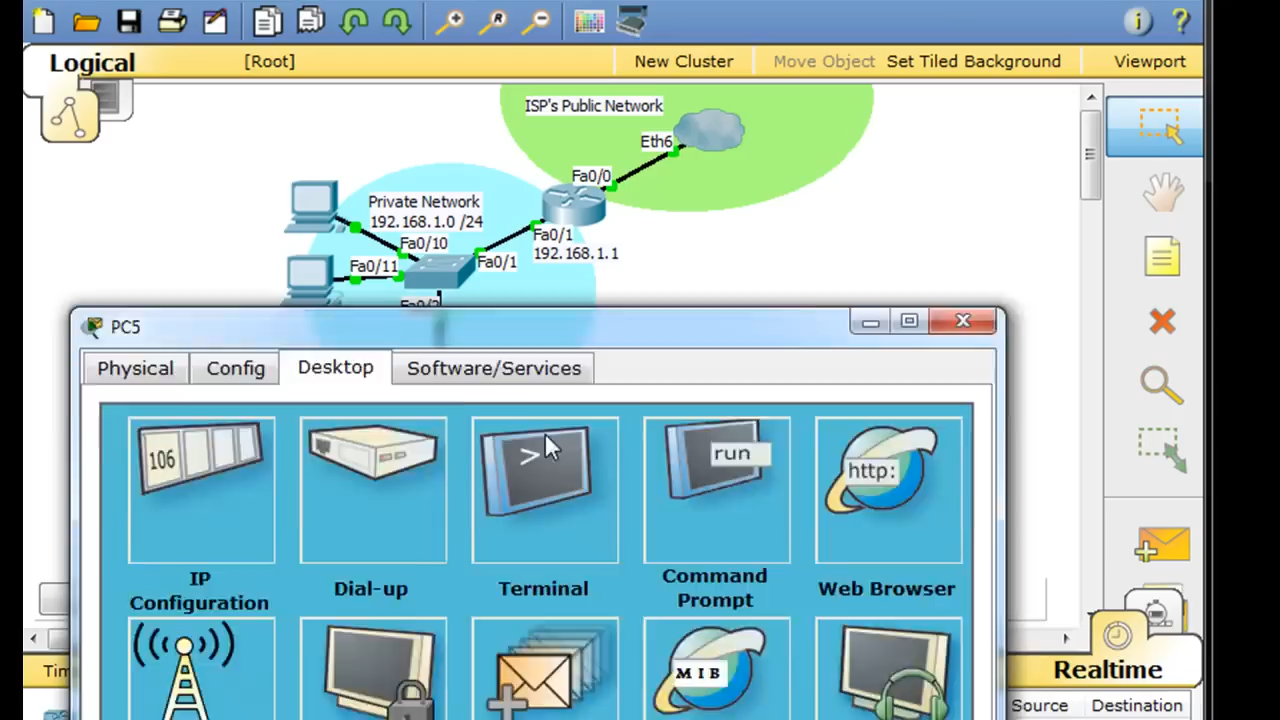 Logical
[Root]
New Cluster
Move Object
Set Tiled Background
Viewport
ISP's Public Network
Eth6
Fa0/0
Private Network
192.168.1.0 /24
Fa0/10
Fa0/1
192.168.1.1
Fa0/11
Fa0/1
Fa0/2
PC5
Physical
Config
Desktop
Software/Services
106
>
run
http:
IP
Configuration
Dial-up
Terminal
Command
Prompt
Web Browser
MIB
Tim
Realtime
Source
Destination